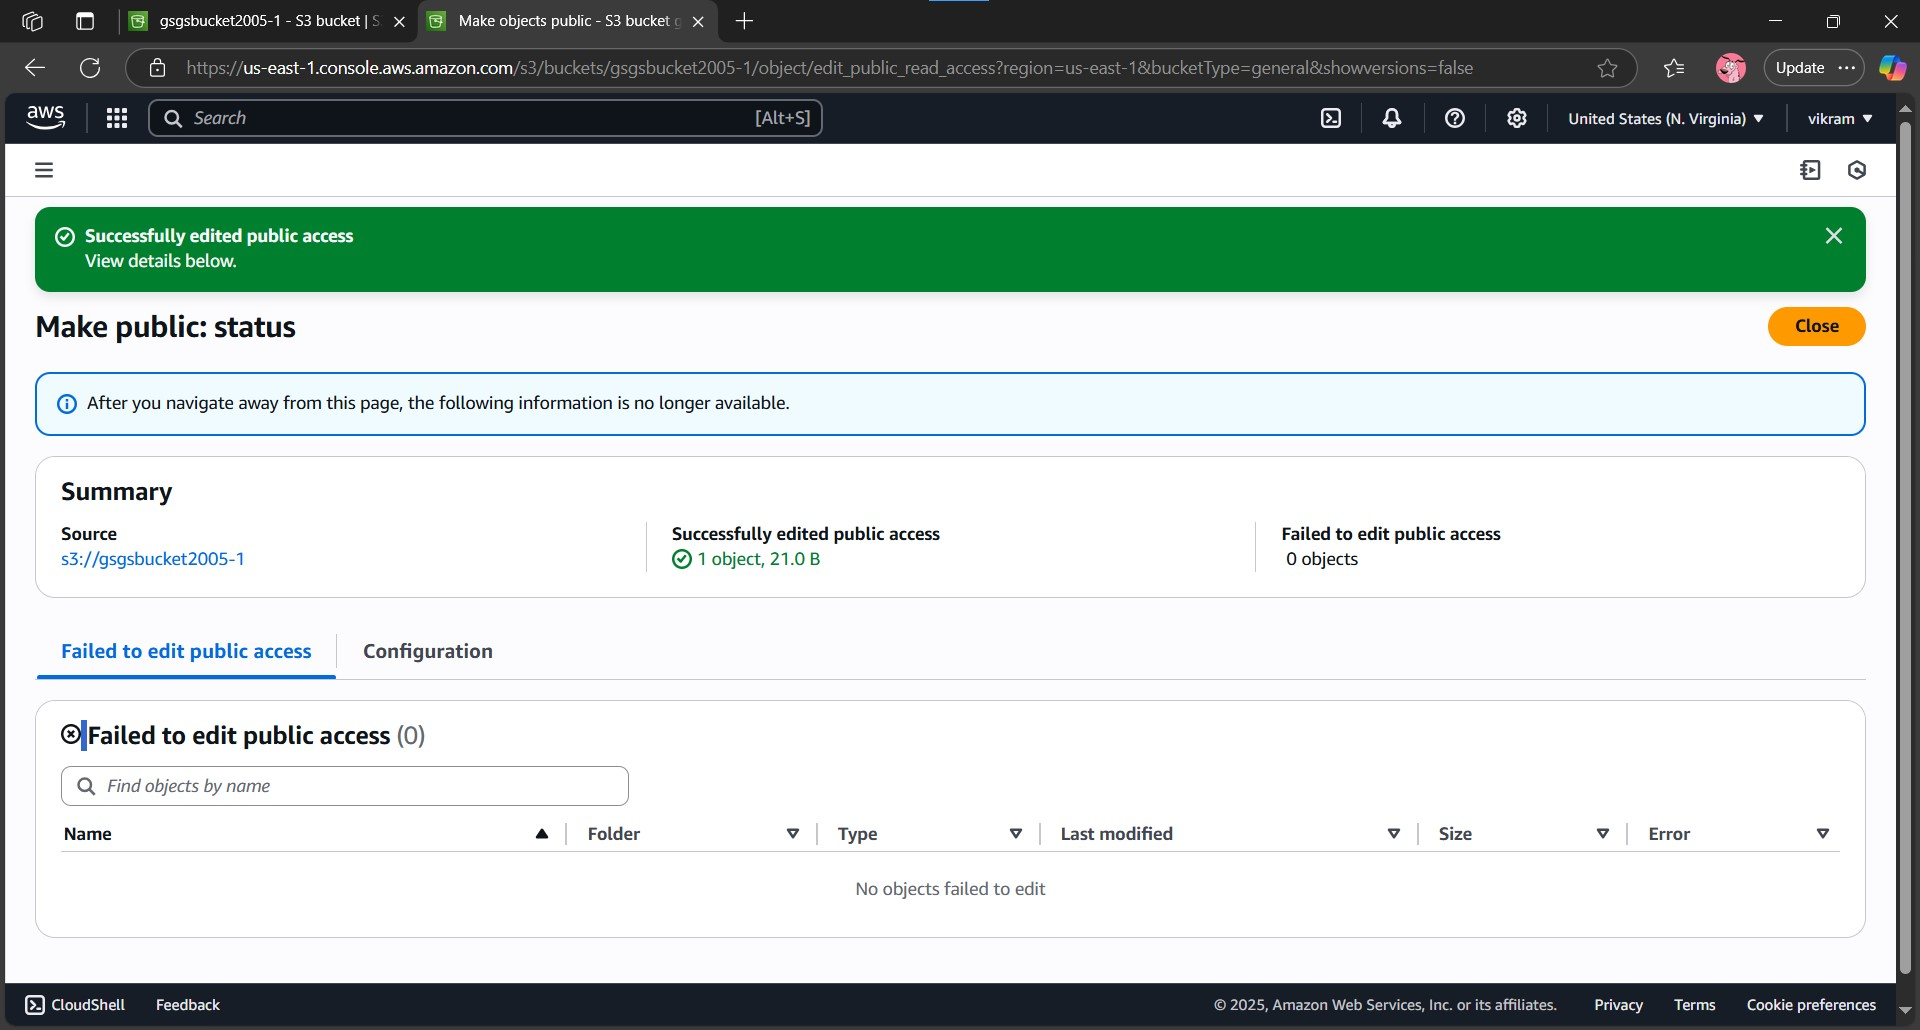 gsgsbucket2005-1 - S3 bucket | S
Make objects public - S3 bucket g
https://us-east-1.console.aws.amazon.com/s3/buckets/gsgsbucket2005-1/object/edit_public_read_access?region=us-east-1&bucketType=general&showversions=false
Update
aws
Search
[Alt+S]
United States (N. Virginia)
vikram
Successfully edited public access
View details below.
Make public: status
Close
After you navigate away from this page, the following information is no longer available.
Summary
Source
s3://gsgsbucket2005-1
Successfully edited public access
1 object, 21.0 B
Failed to edit public access
0 objects
Failed to edit public access
Configuration
Failed to edit public access (0)
Find objects by name
Name
Folder
Type
Last modified
Size
Error
No objects failed to edit
CloudShell
Feedback
© 2025, Amazon Web Services, Inc. or its affiliates.
Privacy
Terms
Cookie preferences